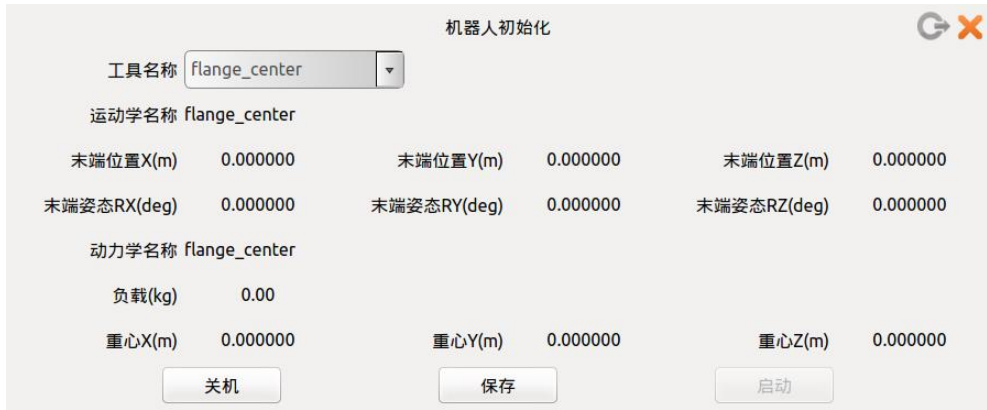 机器人初始化
工具名称 flange_center
运动学名称 flange_center
末端位置X(m) 0.000000 末端位置Y(m) 0.000000 末端位置Z(m) 0.000000
末端姿态RX(deg) 0.000000 末端姿态RY(deg) 0.000000 末端姿态RZ(deg) 0.000000
动力学名称 flange_center
负载(kg) 0.00
重心X(m) 0.000000 重心Y(m) 0.000000 重心Z(m) 0.000000
关机 保存 启动